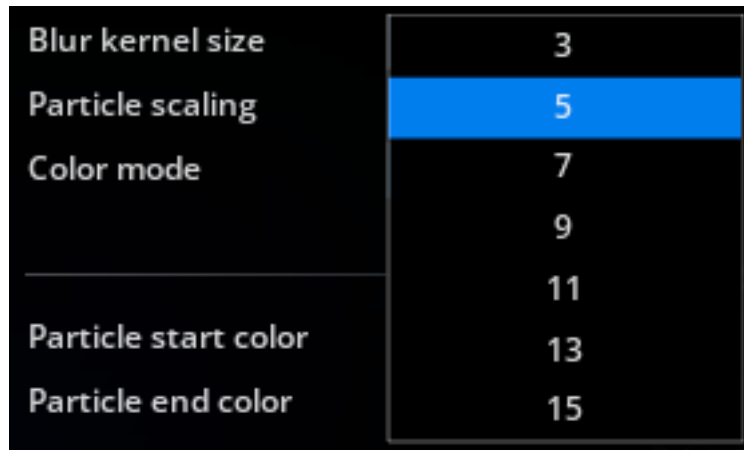 Blur kernel size
Particle scaling
Color mode
Particle start color
Particle end color
3
5
7
9
11
13
15